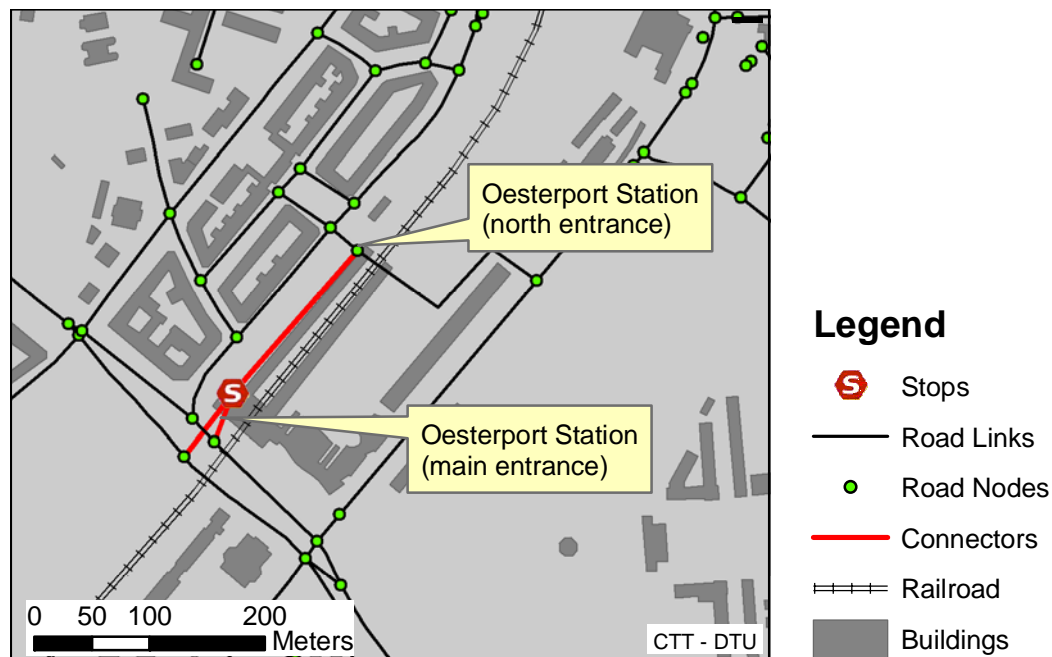 Oesterport Station
(north entrance)
Oesterport Station
(main entrance)
0 50 100 200
Meters
CTT - DTU
Legend
S Stops
Road Links
Road Nodes
Connectors
Railroad
Buildings
S